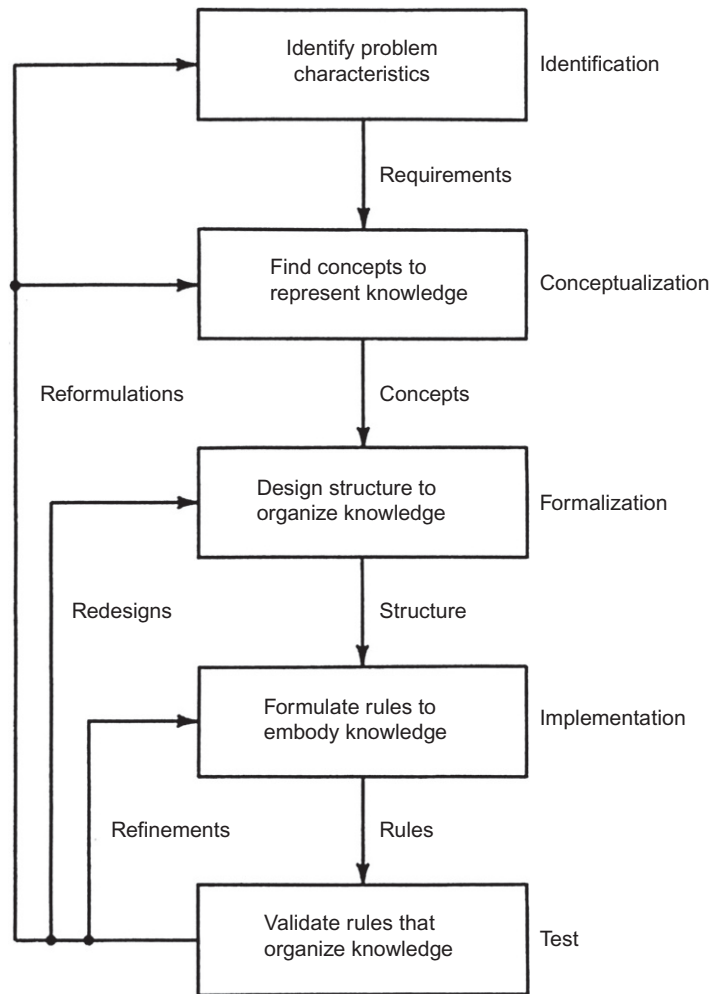 Identify problem
characteristics
Identification
Requirements
Find concepts to
represent knowledge
Conceptualization
Reformulations
Concepts
Design structure to
organize knowledge
Formalization
Redesigns
Structure
Formulate rules to
embody knowledge
Implementation
Refinements
Rules
Validate rules that
organize knowledge
Test